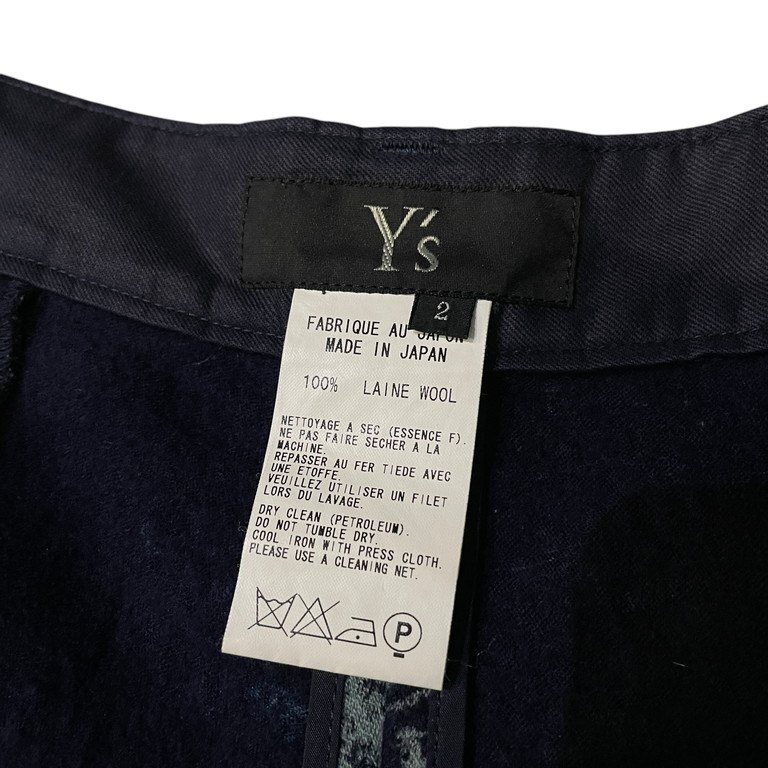 Y's
2
FABRIQUE AU JAPON
MADE IN JAPAN
100% LAINE WOOL
NETTOYAGE A SEC (ESSENCE F).
NE PAS FAIRE SECHER A LA
MACHINE.
REPASSER AU FER TIEDE AVEC
UNE ETOFFE.
VEUILLEZ UTILISER UN FILET
LORS DU LAVAGE.
DRY CLEAN (PETROLEUM).
DO NOT TUMBLE DRY.
COOL IRON WITH PRESS CLOTH.
PLEASE USE A CLEANING NET.
P